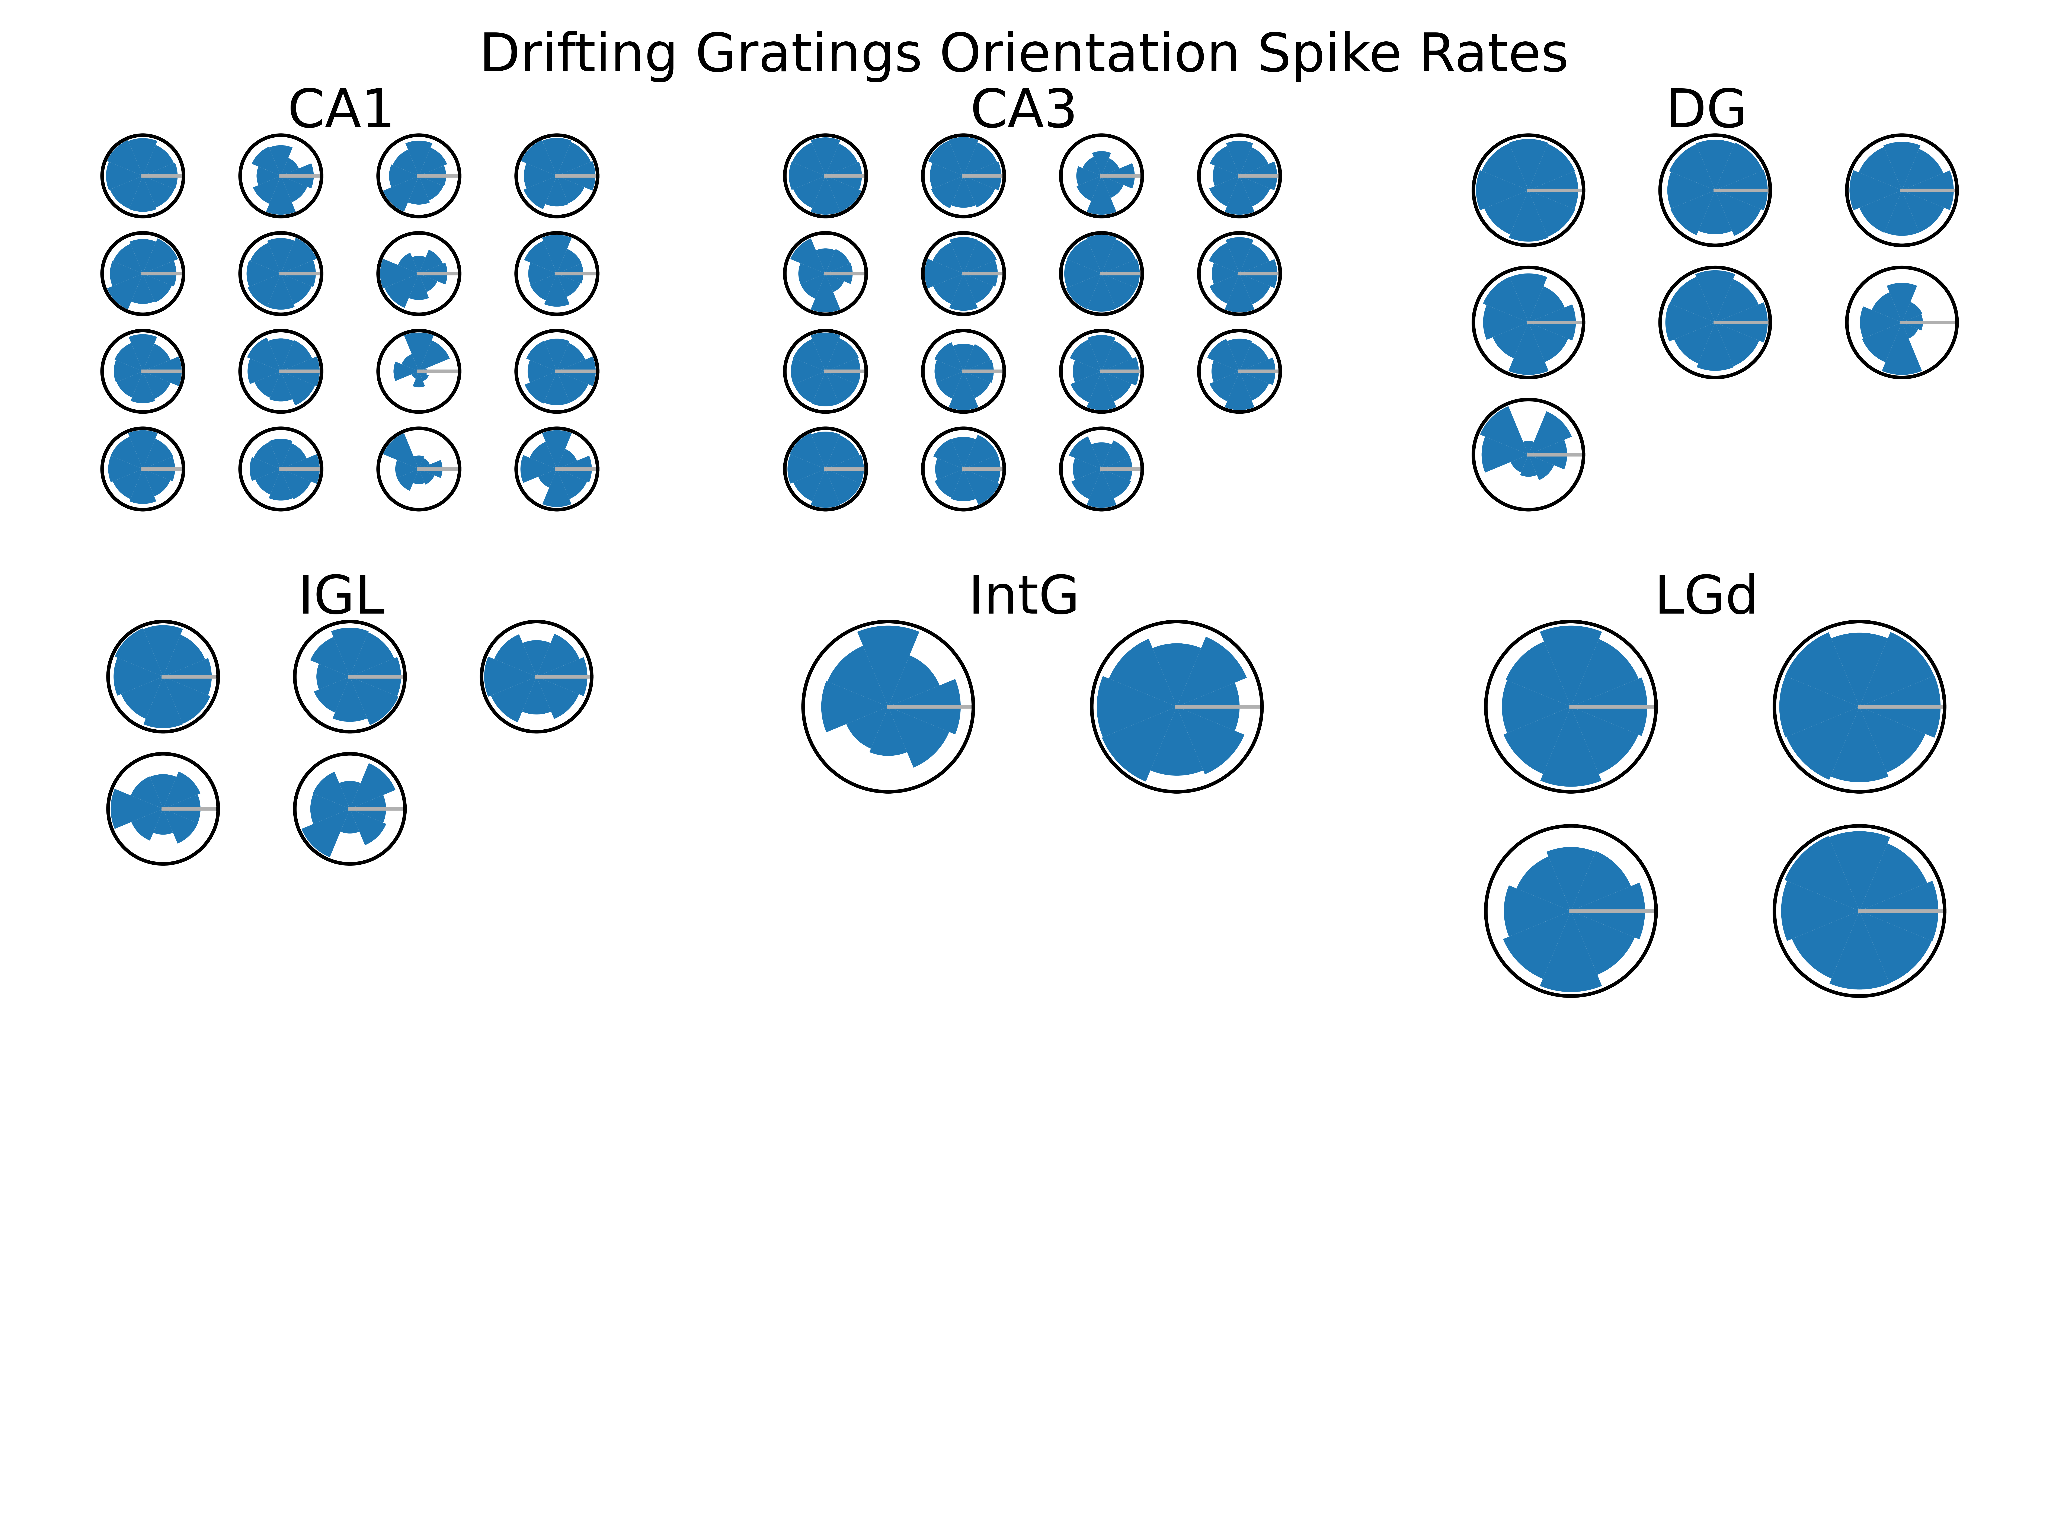 Drifting Gratings Orientation Spike Rates
CA1
CA3
DG
IGL
IntG
LGd